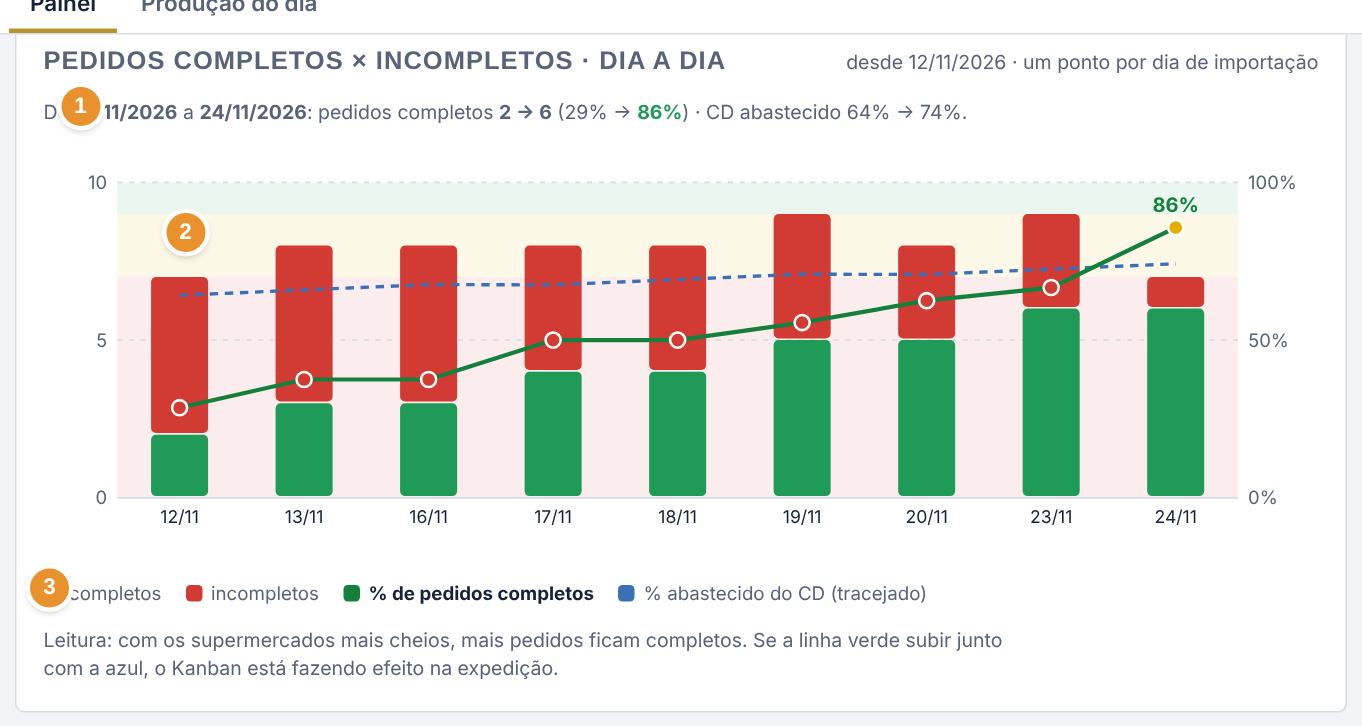 Painel Produção do dia
PEDIDOS COMPLETOS × INCOMPLETOS · DIA A DIA
desde 12/11/2026 · um ponto por dia de importação
1
11/2026 a 24/11/2026: pedidos completos 2 → 6 (29% → 86%) · CD abastecido 64% → 74%.
10
100%
86%
2
5
50%
0
0%
12/11 13/11 16/11 17/11 18/11 19/11 20/11 23/11 24/11
3
completos incompletos % de pedidos completos % abastecido do CD (tracejado)
Leitura: com os supermercados mais cheios, mais pedidos ficam completos. Se a linha verde subir junto
com a azul, o Kanban está fazendo efeito na expedição.